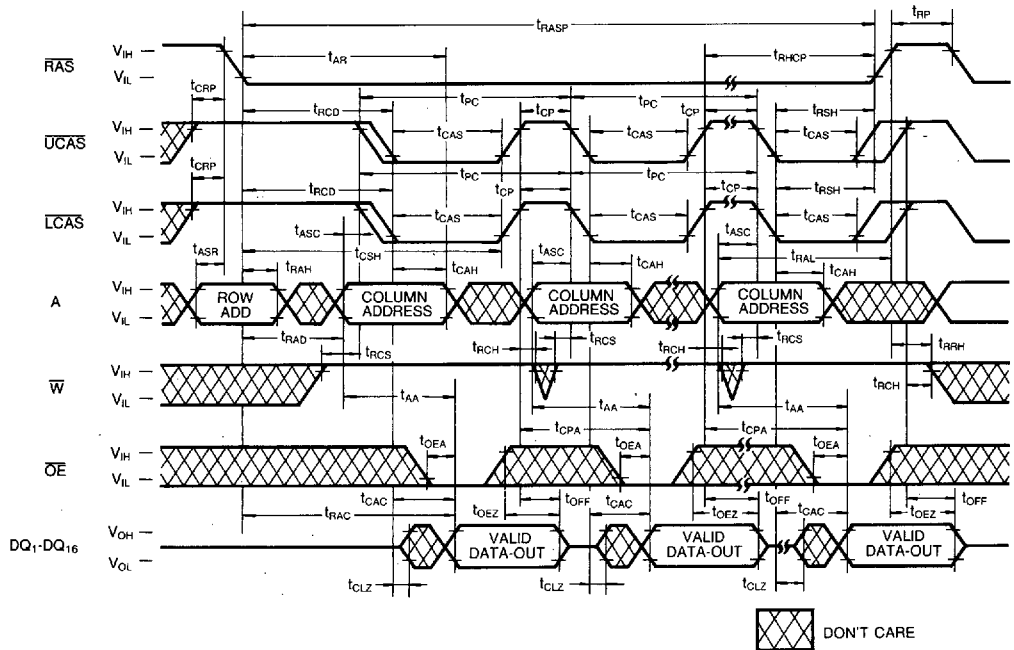 tRASP
tRP
tAR
tRHCP
RAS
VIH
VIL
tCRP
tRCD
tPC
tPC
tCP
tCP
tRSH
UCAS
VIH
VIL
tCAS
tCAS
tCAS
tCRP
tRCD
tPC
tPC
tCP
tCP
tRSH
LCAS
VIH
VIL
tCAS
tCAS
tCAS
tASC
tCSH
tASC
tASC
tRAL
tASR
tRAH
tCAH
tCAH
tCAH
A
VIH
VIL
ROW ADD
COLUMN ADDRESS
COLUMN ADDRESS
COLUMN ADDRESS
tRAD
tRCS
tRCH
tRCS
tRCH
tRCS
tRRH
W
VIH
VIL
tRCH
tAA
tAA
tAA
tCPA
tCPA
OE
VIH
VIL
tOEA
tOEA
tOEA
tCAC
tRAC
tOEZ
tOFF
tCAC
tOEZ
tOFF
tCAC
tOEZ
tOFF
DQ1-DQ16
VOH
VOL
VALID DATA-OUT
VALID DATA-OUT
VALID DATA-OUT
tCLZ
tCLZ
tCLZ
DON'T CARE